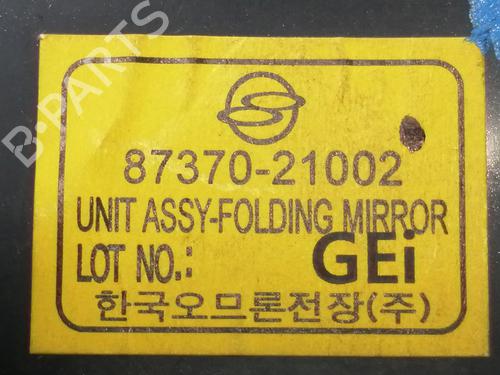 B-PARTS
87370-21002
UNIT ASSY-FOLDING MIRROR
LOT NO.: GEi
한국오므론전장(주)